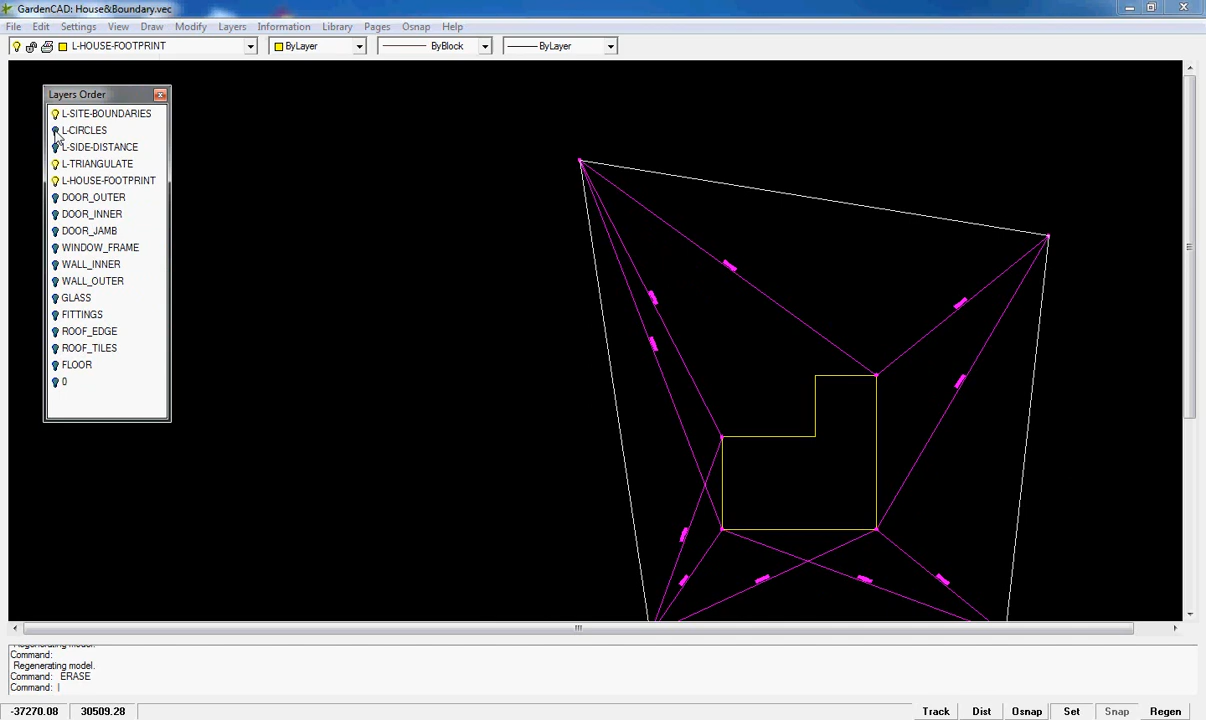 GardenCAD: House&Boundary.vec
File Edit Settings View Draw Modify Layers Information Library Pages Osnap Help
L-HOUSE-FOOTPRINT ByLayer ByBlock ByLayer
Layers Order
L-SITE-BOUNDARIES
L-CIRCLES
L-SIDE-DISTANCE
L-TRIANGULATE
L-HOUSE-FOOTPRINT
DOOR_OUTER
DOOR_INNER
DOOR_JAMB
WINDOW_FRAME
WALL_INNER
WALL_OUTER
GLASS
FITTINGS
ROOF_EDGE
ROOF_TILES
FLOOR
0
Regenerating model.
Command:
Regenerating model.
Command: ERASE
Command:
-37270.08 30509.28 Track Dist Osnap Set Snap Regen